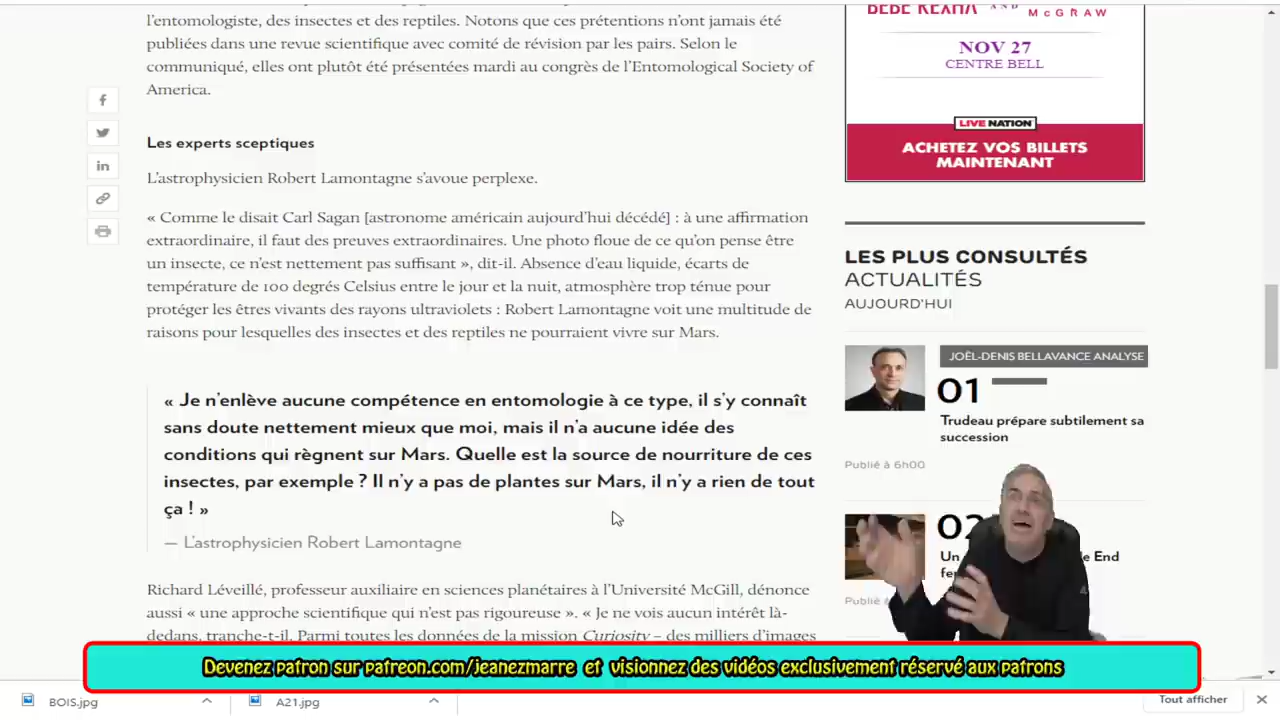 l'entomologiste, des insectes et des reptiles. Notons que ces prétentions n'ont jamais été
publiées dans une revue scientifique avec comité de révision par les pairs. Selon le
communiqué, elles ont plutôt été présentées mardi au congrès de l'Entomological Society of
America.
Les experts sceptiques
L'astrophysicien Robert Lamontagne s'avoue perplexe.
« Comme le disait Carl Sagan [astronome américain aujourd'hui décédé] : à une affirmation
extraordinaire, il faut des preuves extraordinaires. Une photo floue de ce qu'on pense être
un insecte, ce n'est nettement pas suffisant », dit-il. Absence d'eau liquide, écarts de
température de 100 degrés Celsius entre le jour et la nuit, atmosphère trop ténue pour
protéger les êtres vivants des rayons ultraviolets : Robert Lamontagne voit une multitude de
raisons pour lesquelles des insectes et des reptiles ne pourraient vivre sur Mars.
« Je n'enlève aucune compétence en entomologie à ce type, il s'y connaît
sans doute nettement mieux que moi, mais il n'a aucune idée des
conditions qui règnent sur Mars. Quelle est la source de nourriture de ces
insectes, par exemple ? Il n'y a pas de plantes sur Mars, il n'y a rien de tout
ça ! »
— L'astrophysicien Robert Lamontagne
Richard Léveillé, professeur auxiliaire en sciences planétaires à l'Université McGill, dénonce
aussi « une approche scientifique qui n'est pas rigoureuse ». « Je ne vois aucun intérêt là-
dedans, tranche-t-il. Parmi toutes les données de la mission Curiosity – des milliers d'images
BEBE REXHA AND McGRAW
NOV 27
CENTRE BELL
LIVE NATION
ACHETEZ VOS BILLETS
MAINTENANT
LES PLUS CONSULTÉS
ACTUALITÉS
AUJOURD'HUI
JOËL-DENIS BELLAVANCE ANALYSE
01
Trudeau prépare subtilement sa
succession
Publié à 6h00
02
Un End
Publié à
Devenez patron sur patreon.com/jeanezmarre et visionnez des vidéos exclusivement réservé aux patrons
BOIS.jpg
A21.jpg
Tout afficher